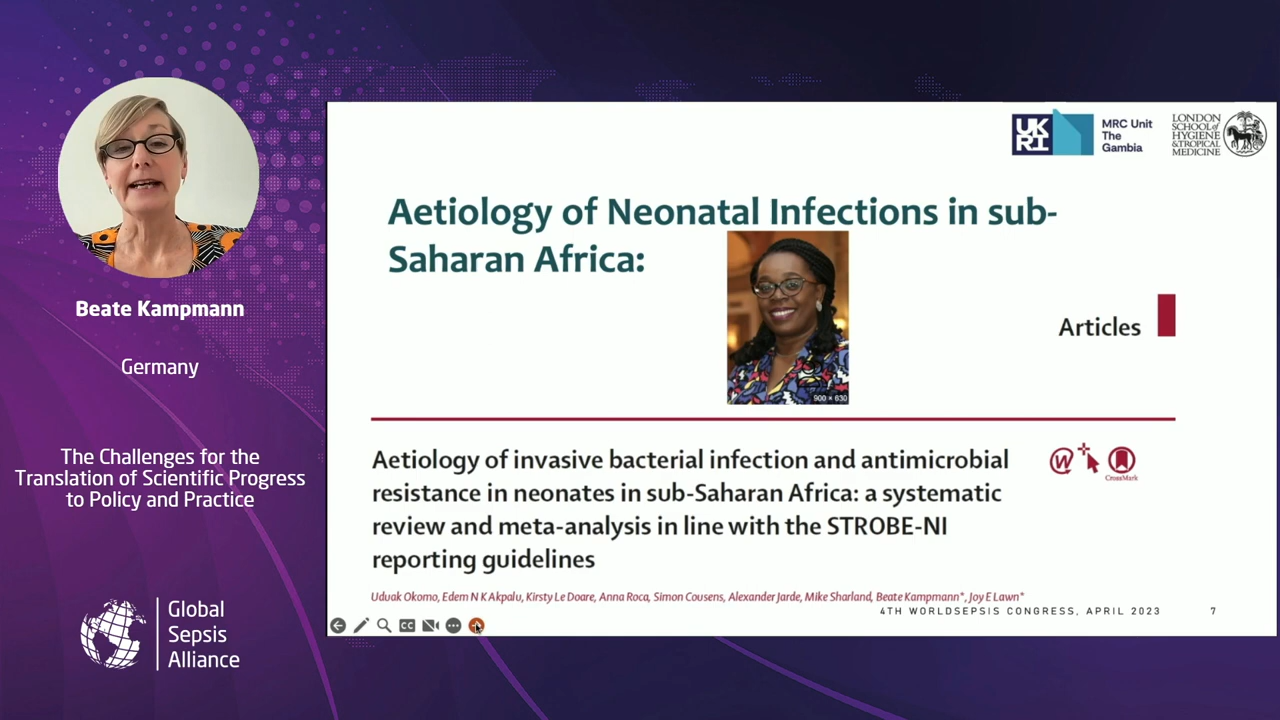 Beate Kampmann
Germany
The Challenges for the
Translation of Scientific Progress
to Policy and Practice
Global
Sepsis
Alliance
UK
RI
MRC Unit
The
Gambia
LONDON
SCHOOL of
HYGIENE
& TROPICAL
MEDICINE
Aetiology of Neonatal Infections in sub-
Saharan Africa:
900 × 630
Articles
Aetiology of invasive bacterial infection and antimicrobial
resistance in neonates in sub-Saharan Africa: a systematic
review and meta-analysis in line with the STROBE-NI
reporting guidelines
W
CrossMark
Uduak Okomo, Edem N K Akpalu, Kirsty Le Doare, Anna Roca, Simon Cousens, Alexander Jarde, Mike Sharland, Beate Kampmann*, Joy E Lawn*
4TH WORLDSEPSIS CONGRESS, APRIL 2023 7
CC